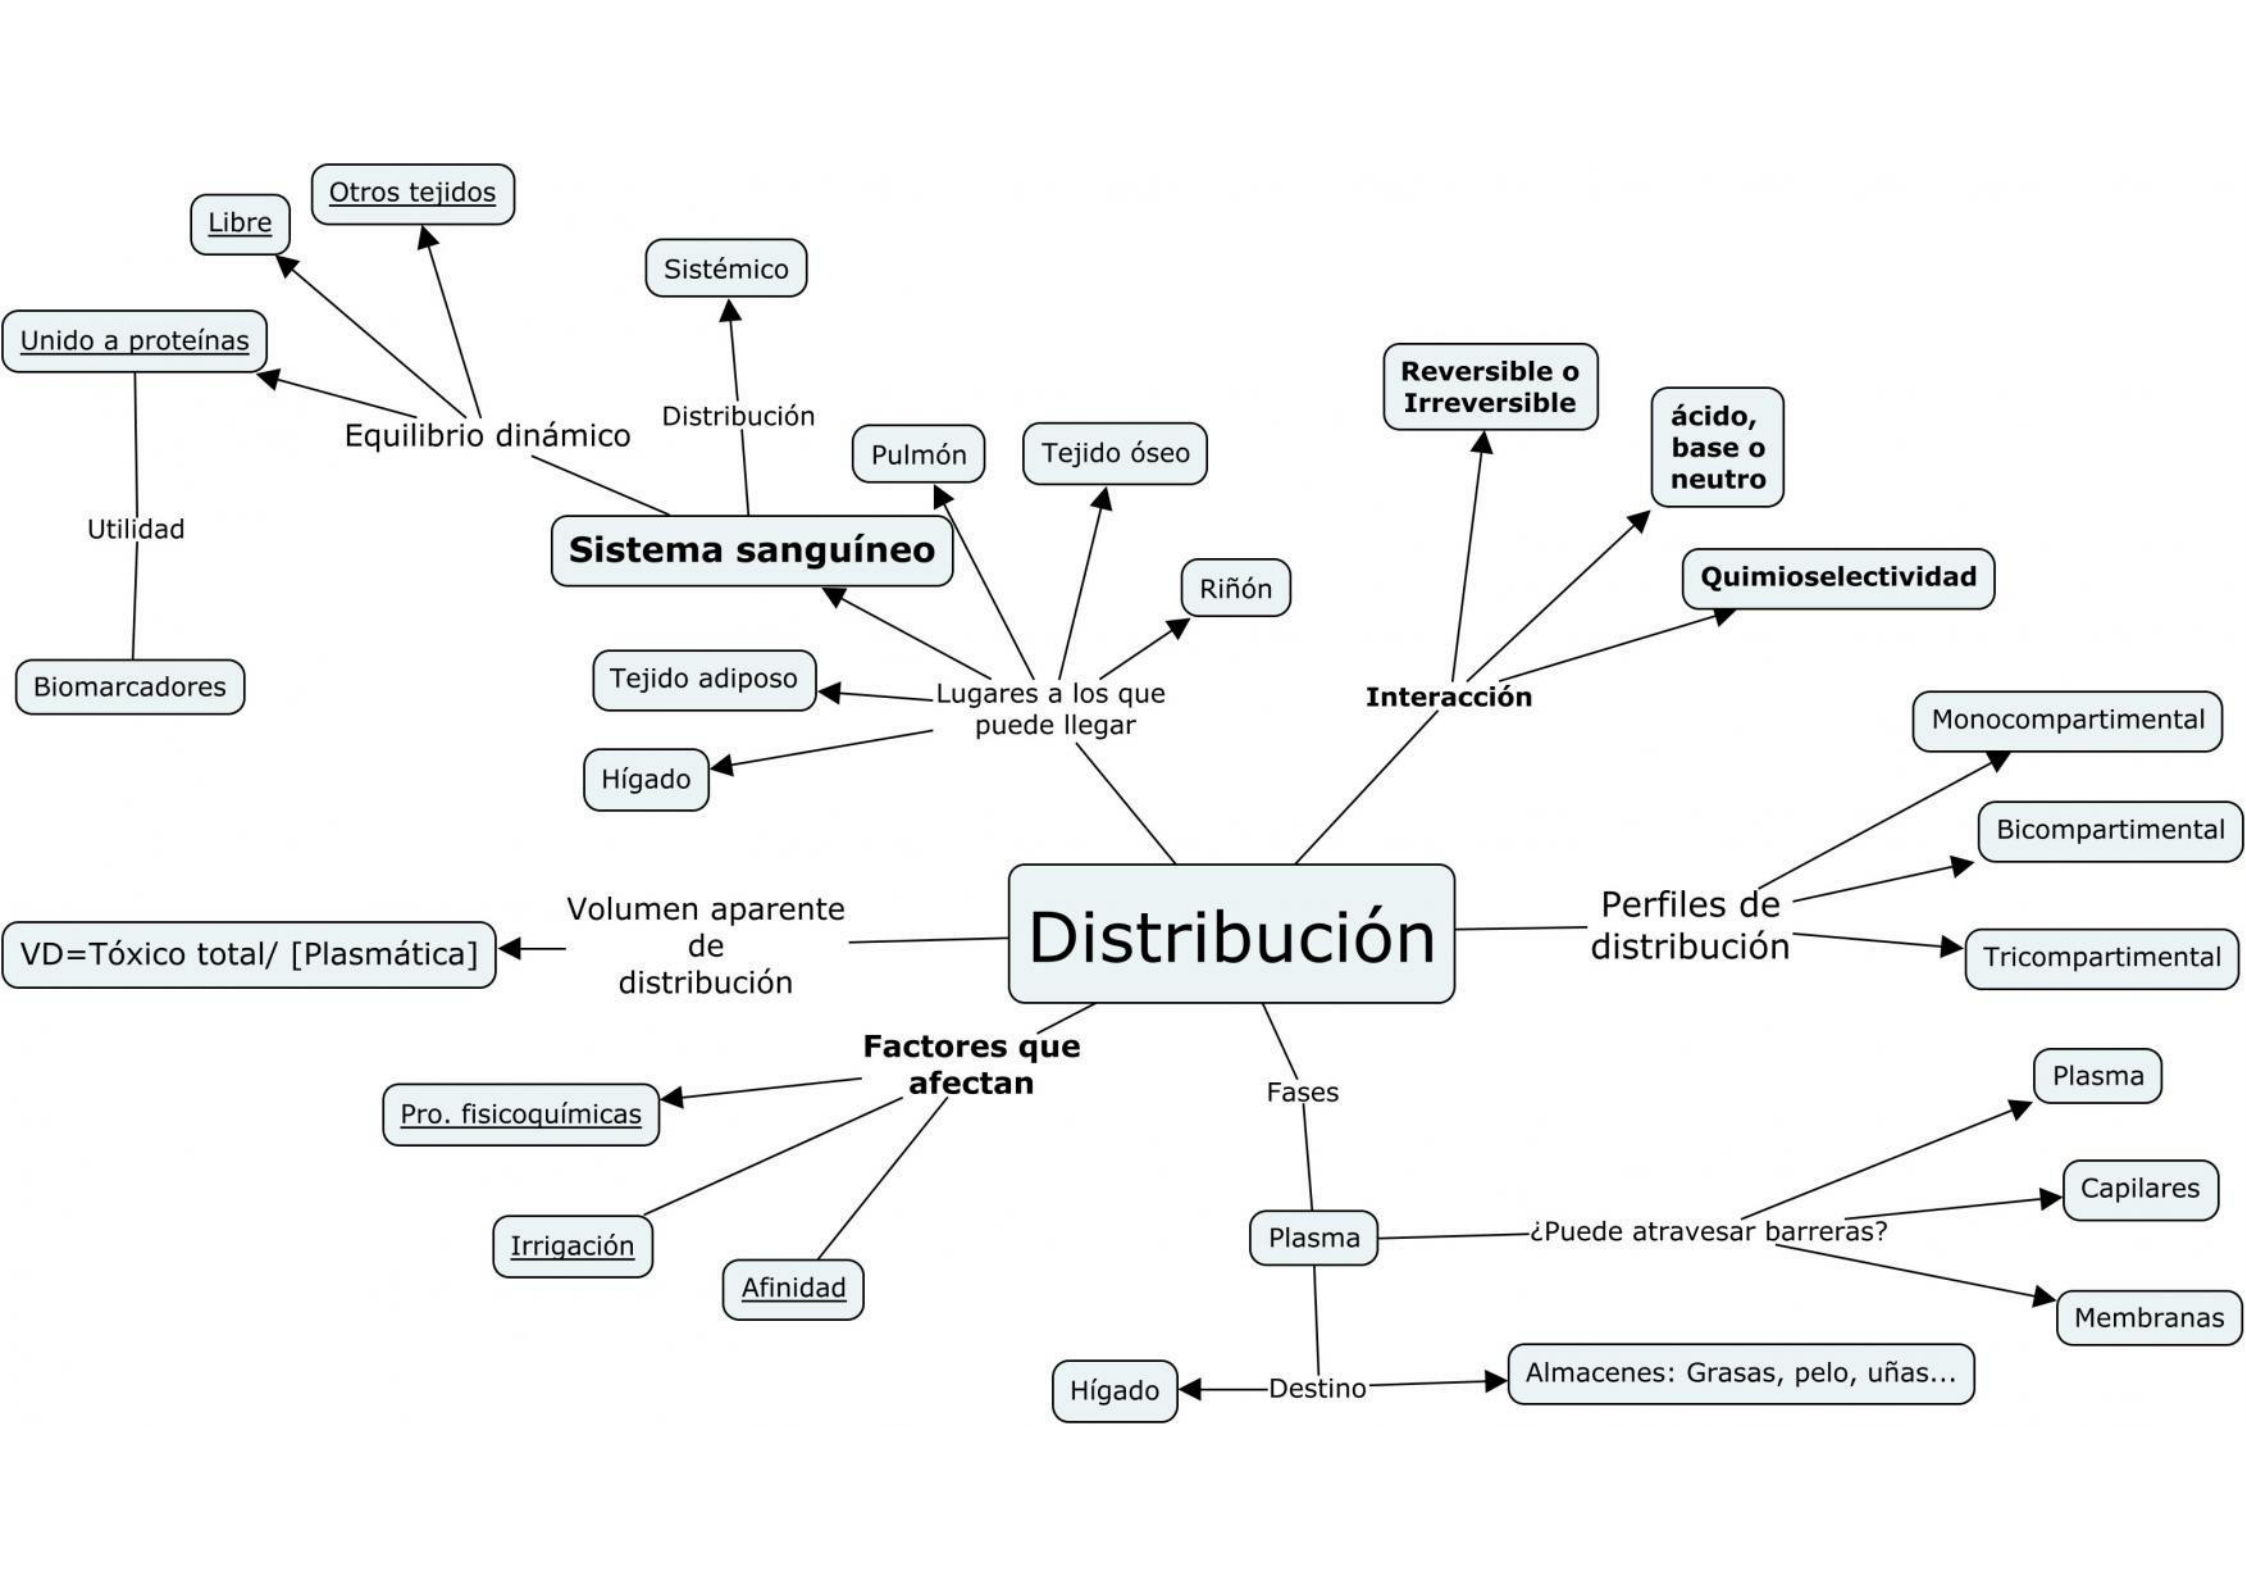 Otros tejidos
Libre
Sistémico
Unido a proteínas
Reversible o
Irreversible
ácido,
base o
neutro
Distribución
Equilibrio dinámico
Pulmón
Tejido óseo
Utilidad
Sistema sanguíneo
Quimioselectividad
Riñón
Biomarcadores
Tejido adiposo
Lugares a los que
puede llegar
Interacción
Monocompartimental
Hígado
Bicompartimental
Volumen aparente
de
distribución
VD=Tóxico total/ [Plasmática]
Distribución
Perfiles de
distribución
Tricompartimental
Factores que
afectan
Pro. fisicoquímicas
Fases
Plasma
Irrigación
Afinidad
Plasma
¿Puede atravesar barreras?
Capilares
Membranas
Hígado
Destino
Almacenes: Grasas, pelo, uñas...